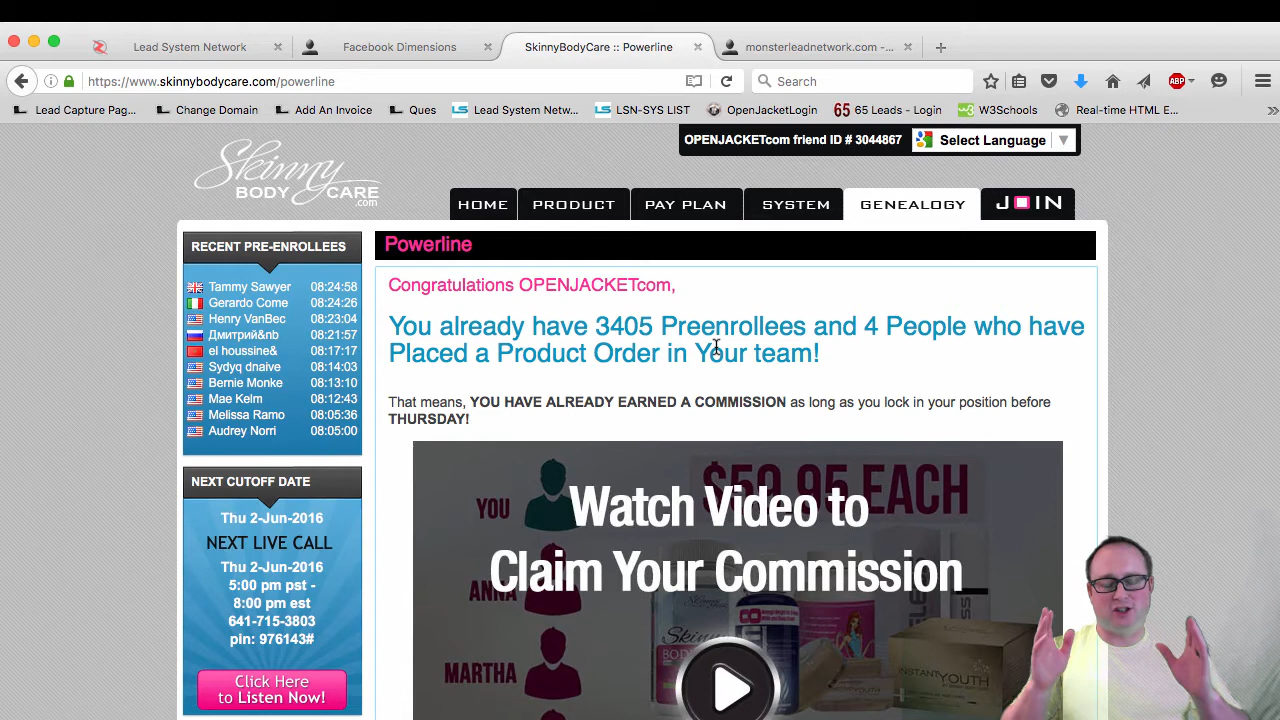 Lead System Network
Facebook Dimensions
SkinnyBodyCare :: Powerline
monsterleadnetwork.com -...
https://www.skinnybodycare.com/powerline
Search
ABP
Lead Capture Pag...
Change Domain
Add An Invoice
Ques
LS Lead System Netw...
LS LSN-SYS LIST
OpenJacketLogin
65 65 Leads - Login
W3Schools
Real-time HTML E...
OPENJACKETcom friend ID # 3044867
Select Language
Skinny
BODY CARE
.com
HOME
PRODUCT
PAY PLAN
SYSTEM
GENEALOGY
JOIN
RECENT PRE-ENROLLEES
Tammy Sawyer 08:24:58
Gerardo Come 08:24:26
Henry VanBec 08:23:04
Дмитрий&nb 08:21:57
el houssine& 08:17:17
Sydyq dnaive 08:14:03
Bernie Monke 08:13:10
Mae Kelm 08:12:43
Melissa Ramo 08:05:36
Audrey Norri 08:05:00
NEXT CUTOFF DATE
Thu 2-Jun-2016
NEXT LIVE CALL
Thu 2-Jun-2016
5:00 pm pst -
8:00 pm est
641-715-3803
pin: 976143#
Click Here
to Listen Now!
Powerline
Congratulations OPENJACKETcom,
You already have 3405 Preenrollees and 4 People who have
Placed a Product Order in Your team!
That means, YOU HAVE ALREADY EARNED A COMMISSION as long as you lock in your position before
THURSDAY!
$59.95 EACH
YOU
Watch Video to
Claim Your Commission
ANNA
MARTHA
Skinny
BODY
INSTANTYOUTH